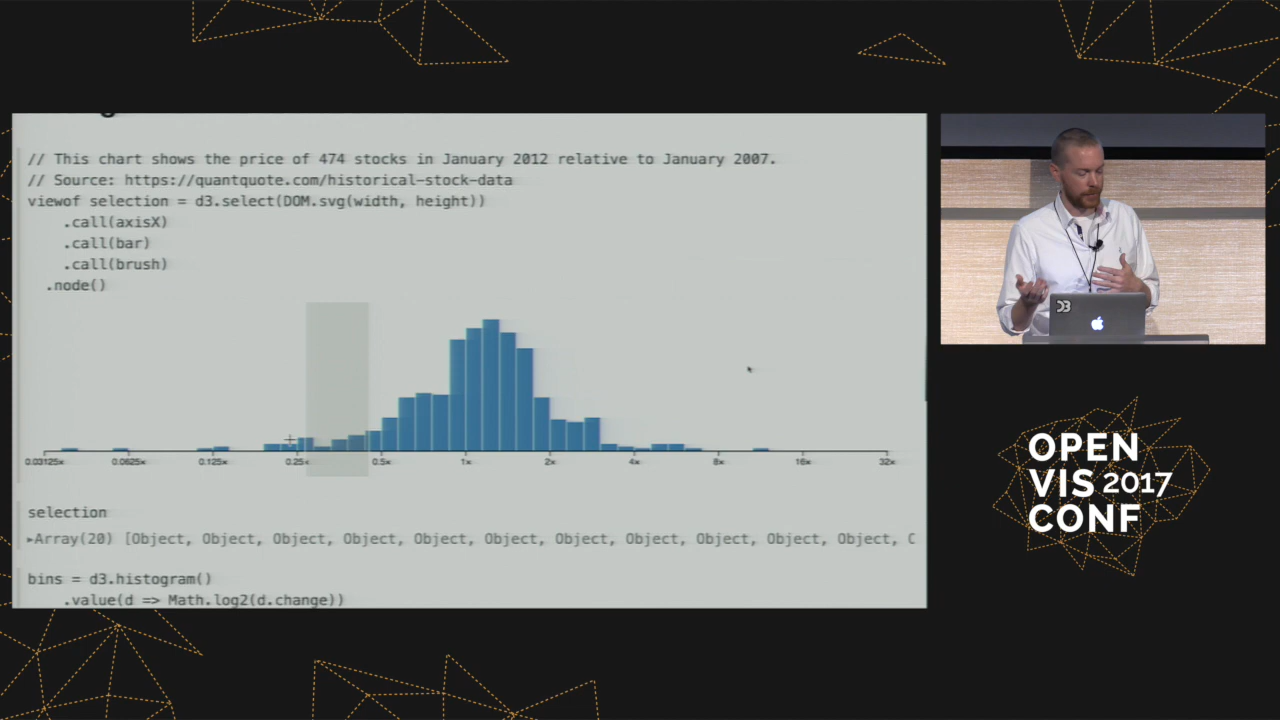 // This chart shows the price of 474 stocks in January 2012 relative to January 2007.
// Source: https://quantquote.com/historical-stock-data
viewof selection = d3.select(DOM.svg(width, height))
.call(axisX)
.call(bar)
.call(brush)
.node()
0.03125× 0.0625× 0.125× 0.25× 0.5× 1× 2× 4× 8× 16× 32×
selection
▸Array(20) [Object, Object, Object, Object, Object, Object, Object, Object, Object, Object, Object, O
bins = d3.histogram()
.value(d => Math.log2(d.change))
D3
OPEN
VIS 2017
CONF